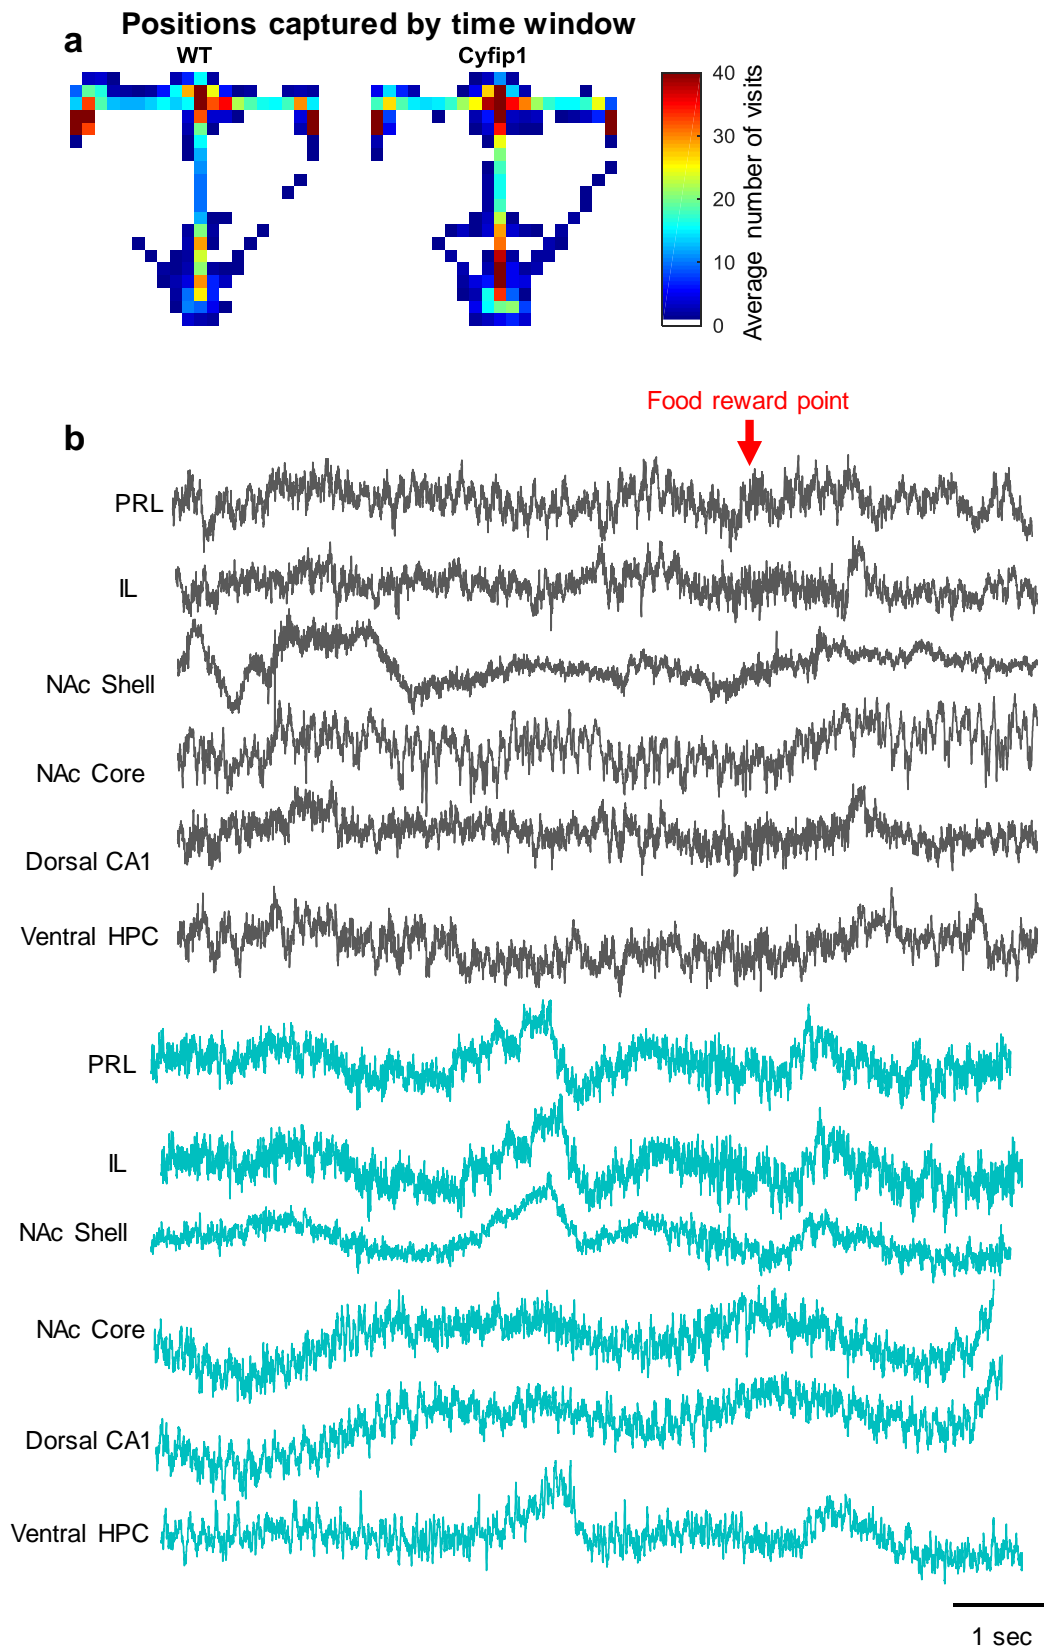 Positions captured by time window
a
WT
Cyfip1
40
30
20
10
0
Average number of visits
Food reward point
b
PRL
IL
NAc Shell
NAc Core
Dorsal CA1
Ventral HPC
PRL
IL
NAc Shell
NAc Core
Dorsal CA1
Ventral HPC
1 sec